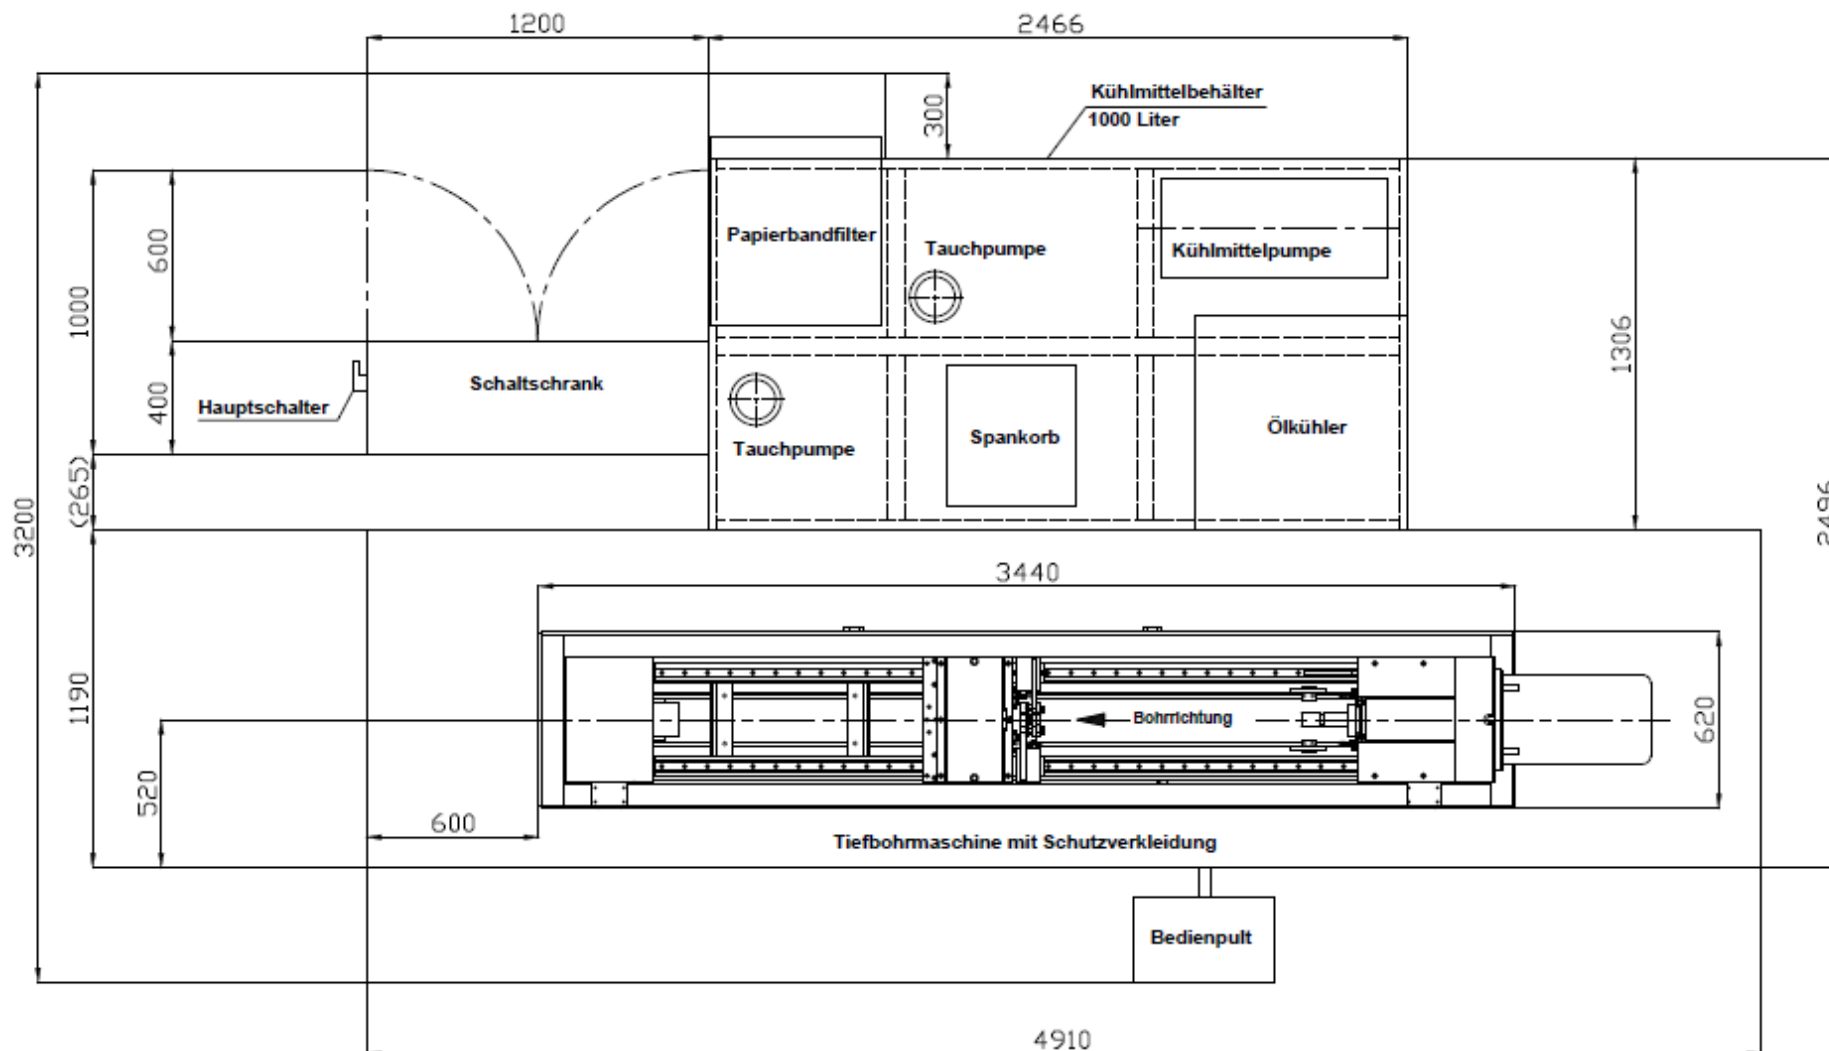 1200
2466
Kühlmittelbehälter
1000 Liter
300
Papierbandfilter
Tauchpumpe
Kühlmittelpumpe
600
1000
1306
400
Schaltschrank
Hauptschalter
Tauchpumpe
Spankorb
Ölkühler
(265)
3200
2496
3440
1190
Bohrrichtung
620
520
600
Tiefbohrmaschine mit Schutzverkleidung
Bedienpult
4910